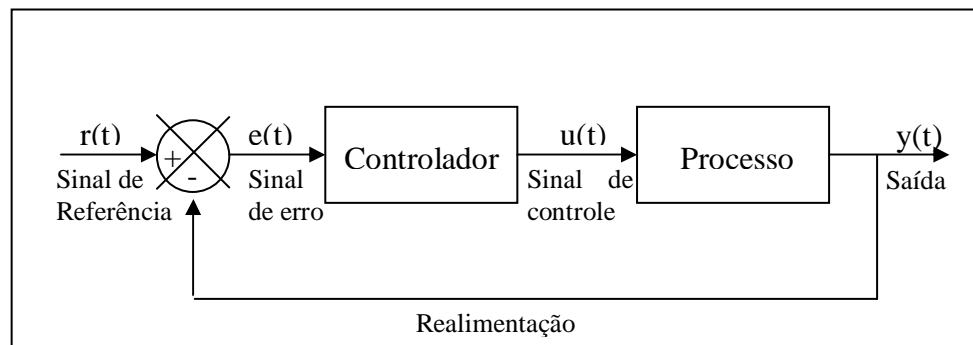 r(t)
e(t)
u(t)
y(t)
+
-
Controlador
Processo
Sinal de
Referência
Sinal
de erro
Sinal de
controle
Saída
Realimentação